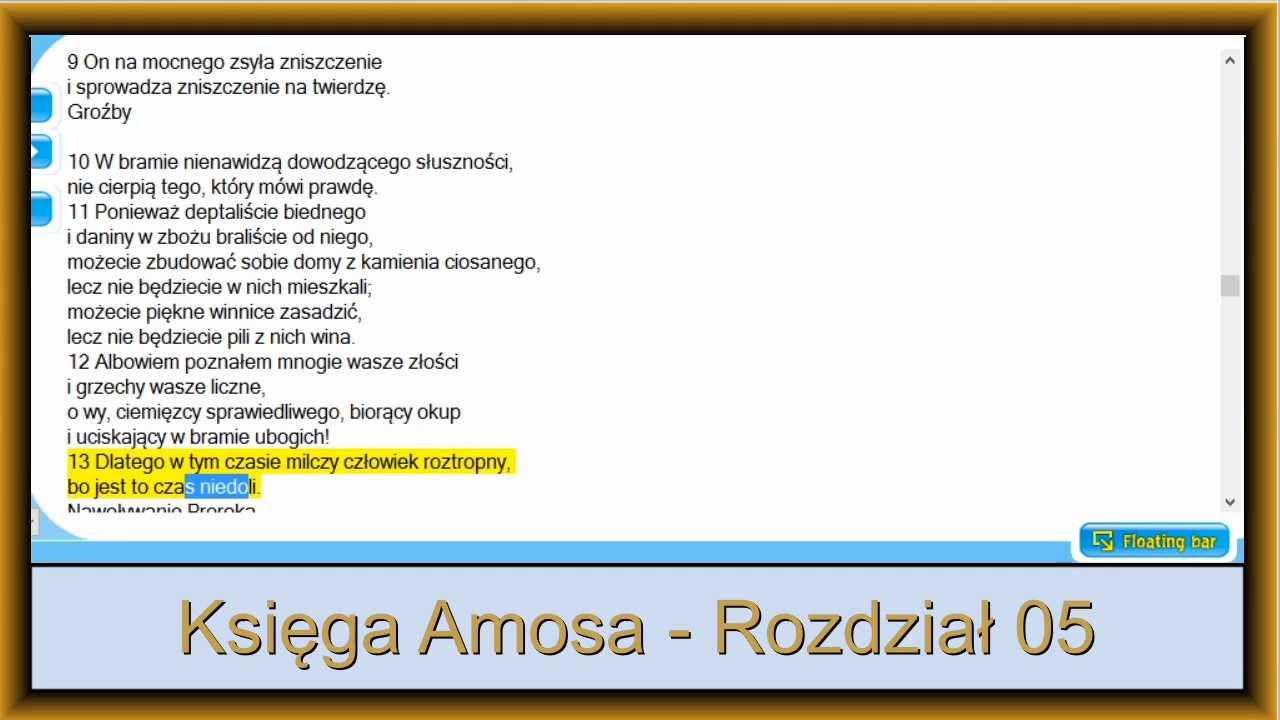 9 On na mocnego zsyła zniszczenie
i sprowadza zniszczenie na twierdzę.
Groźby
10 W bramie nienawidzą dowodzącego słuszności,
nie cierpią tego, który mówi prawdę.
11 Ponieważ deptaliście biednego
i daniny w zbożu braliście od niego,
możecie zbudować sobie domy z kamienia ciosanego,
lecz nie będziecie w nich mieszkali;
możecie piękne winnice zasadzić,
lecz nie będziecie pili z nich wina.
12 Albowiem poznałem mnogie wasze złości
i grzechy wasze liczne,
o wy, ciemięzcy sprawiedliwego, biorący okup
i uciskający w bramie ubogich!
13 Dlatego w tym czasie milczy człowiek roztropny,
bo jest to czas niedoli.
Nawoływanie Proroka
Floating bar
Księga Amosa - Rozdział 05